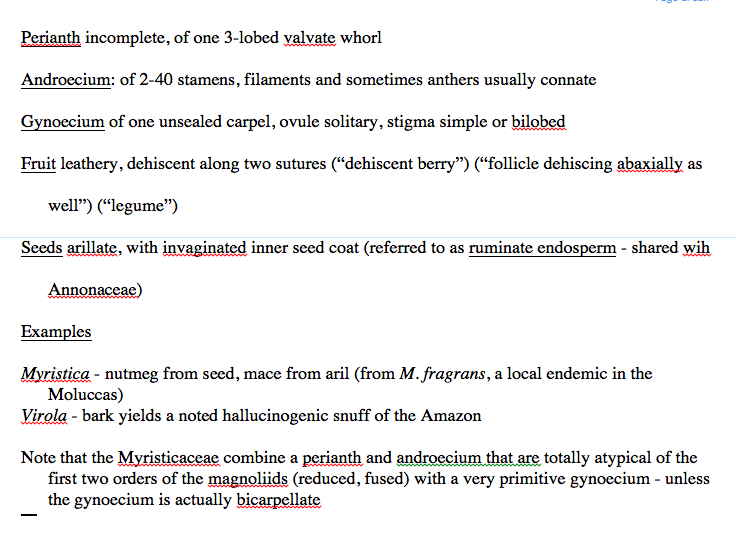 Perianth incomplete, of one 3-lobed valvate whorl
Androecium: of 2-40 stamens, filaments and sometimes anthers usually connate
Gynoecium of one unsealed carpel, ovule solitary, stigma simple or bilobed
Fruit leathery, dehiscent along two sutures (“dehiscent berry”) (“follicle dehiscing abaxially as
well”) (“legume”)
Seeds arillate, with invaginated inner seed coat (referred to as ruminate endosperm - shared wih
Annonaceae)
Examples
Myristica - nutmeg from seed, mace from aril (from M. fragrans, a local endemic in the
Moluccas)
Virola - bark yields a noted hallucinogenic snuff of the Amazon
Note that the Myristicaceae combine a perianth and androecium that are totally atypical of the
first two orders of the magnoliids (reduced, fused) with a very primitive gynoecium - unless
the gynoecium is actually bicarpellate